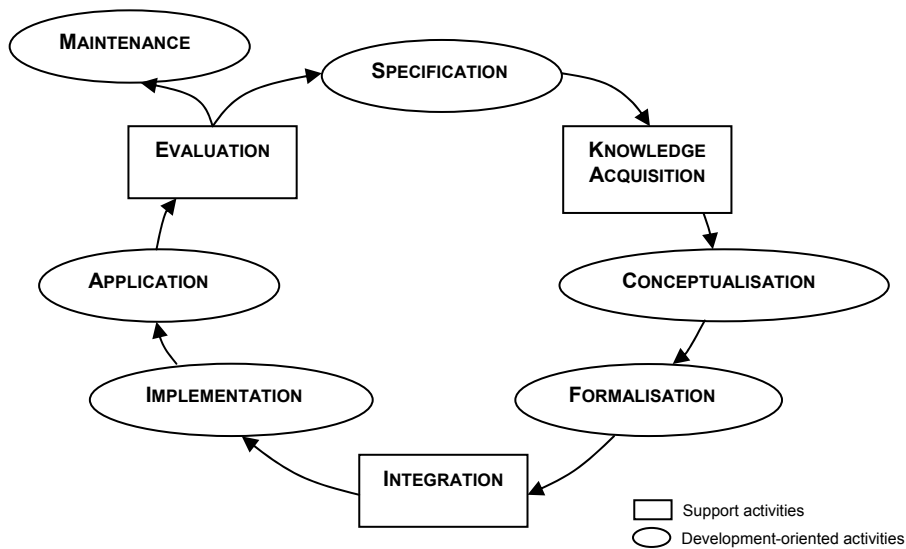 MAINTENANCE
SPECIFICATION
EVALUATION
KNOWLEDGE
ACQUISITION
APPLICATION
CONCEPTUALISATION
IMPLEMENTATION
FORMALISATION
INTEGRATION
Support activities
Development-oriented activities